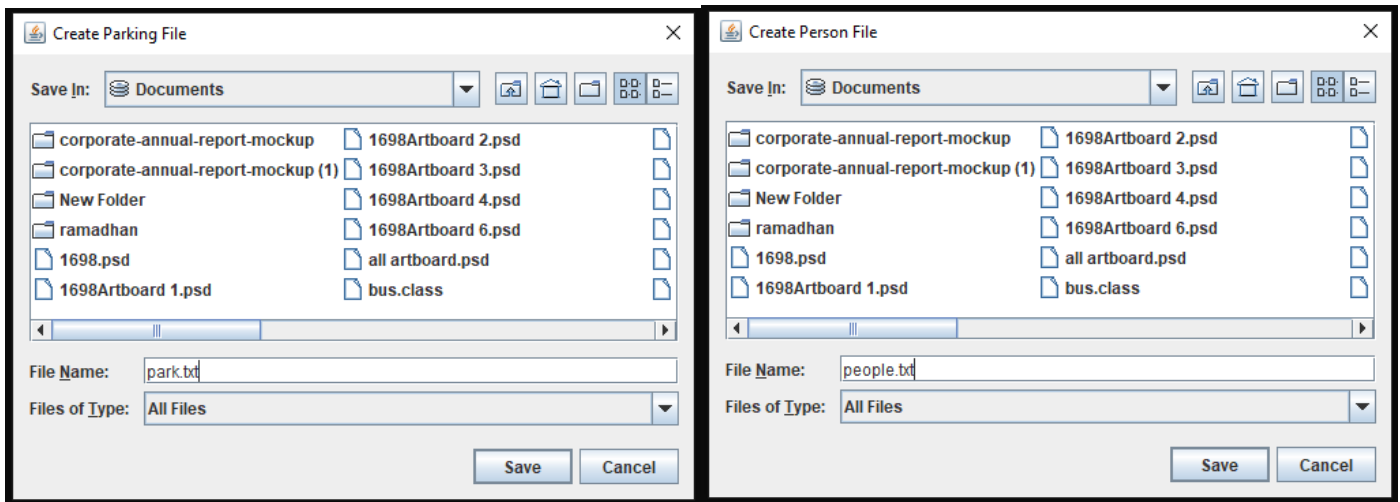 Create Parking File
Save In: Documents
corporate-annual-report-mockup 1698Artboard 2.psd
corporate-annual-report-mockup (1) 1698Artboard 3.psd
New Folder 1698Artboard 4.psd
ramadhan 1698Artboard 6.psd
1698.psd all artboard.psd
1698Artboard 1.psd bus.class
File Name: park.txt
Files of Type: All Files
Save Cancel
Create Person File
Save In: Documents
corporate-annual-report-mockup 1698Artboard 2.psd
corporate-annual-report-mockup (1) 1698Artboard 3.psd
New Folder 1698Artboard 4.psd
ramadhan 1698Artboard 6.psd
1698.psd all artboard.psd
1698Artboard 1.psd bus.class
File Name: people.txt
Files of Type: All Files
Save Cancel